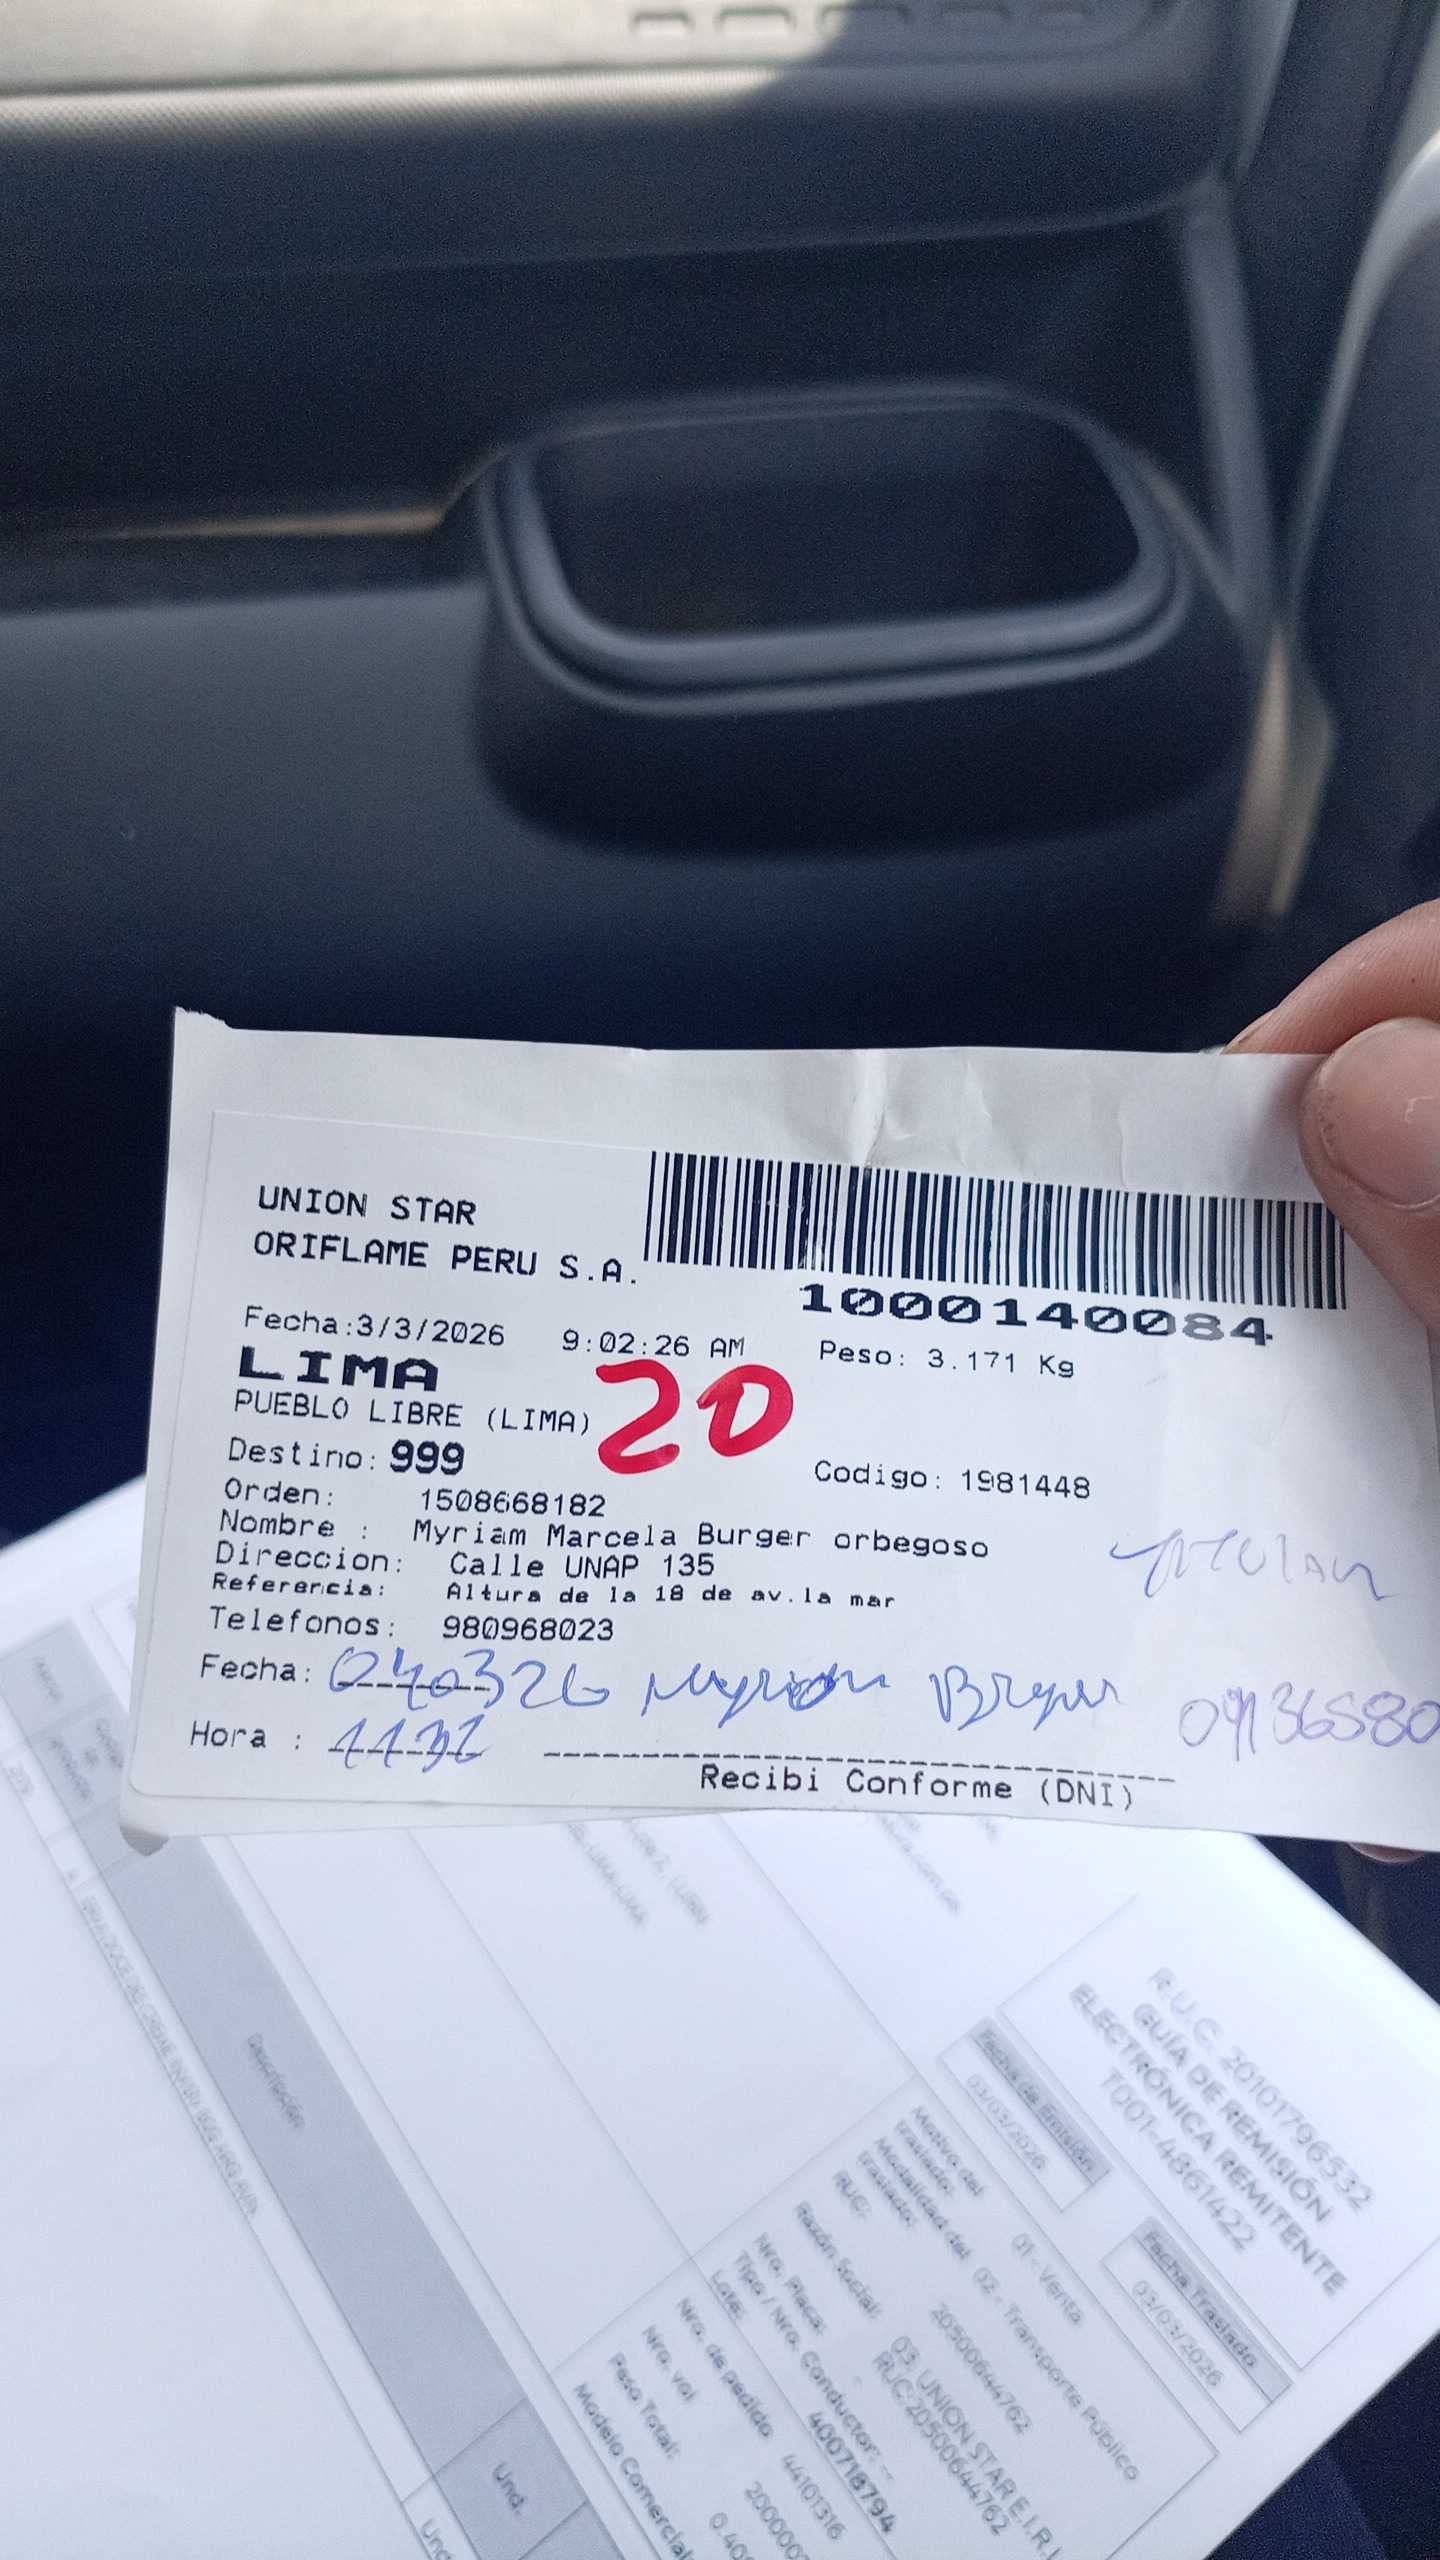 UNION STAR
ORIFLAME PERU S.A.
1000140084
Fecha:3/3/2026 9:02:26 AM Peso: 3.171 Kg
LIMA
PUEBLO LIBRE (LIMA)
20
Destino: 999 Codigo: 1981448
Orden: 1508668182
Nombre : Myriam Marcela Burger orbegoso
Direccion: Calle UNAP 135
Referencia: Altura de la 18 de av.la mar
Telefonos: 980968023
Fecha: 040326 Myriam Burger
Hora : 1132
Recibi Conforme (DNI)
R.U.C. 20101796532
GUÍA DE REMISIÓN
ELECTRÓNICA REMITENTE
T001-4861422
Fecha de Emisión
03/03/2026
Fecha Traslado
03/03/2026
Motivo del traslado: 01 - Venta
Modalidad del traslado: 02 - Transporte Público
RUC: 20500644762
Razón Social: 03 UNION STAR E.I.R.L
RUC:20500644762
Nro. Placa:
Tipo / Nro. Conductor: --
Lote: 400718794
Nro. de pedido 44101316
Nro. vol
Peso Total:
Modelo Comercial
Descripción
Und.